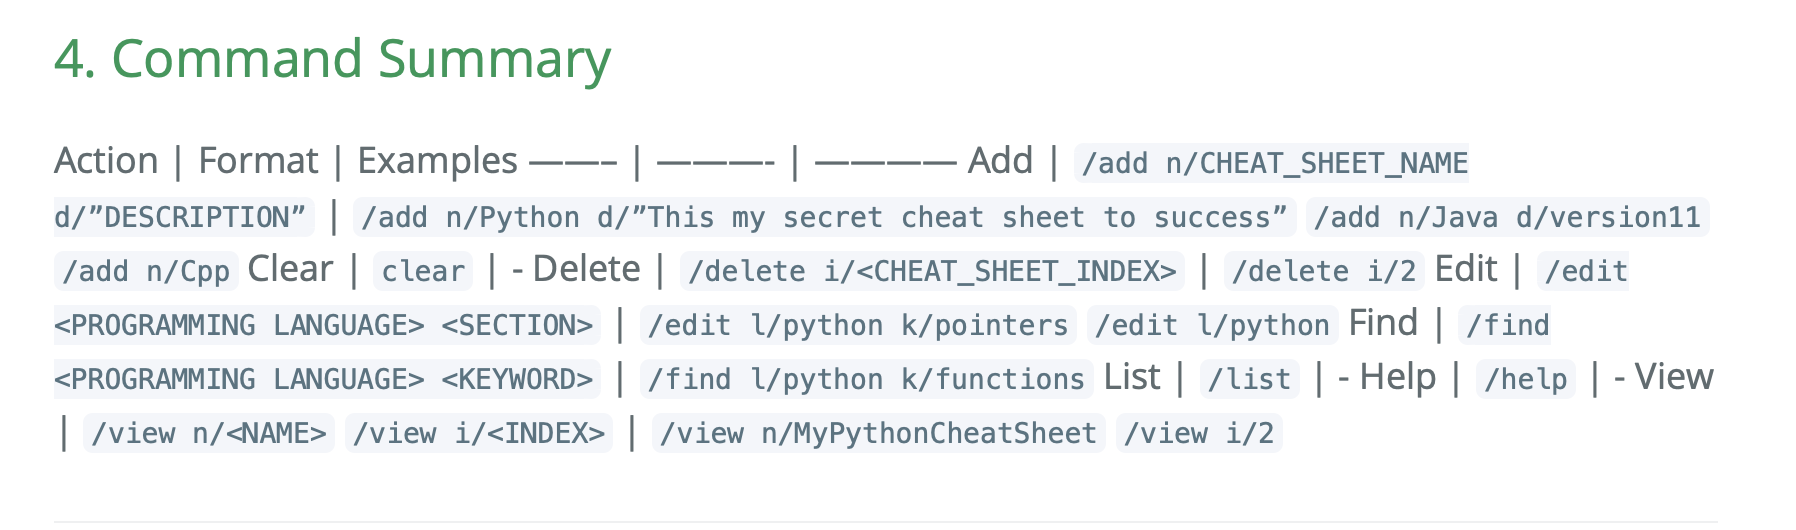 4. Command Summary
Action | Format | Examples ——– | ———- | ———— Add | /add n/CHEAT_SHEET_NAME
d/”DESCRIPTION” | /add n/Python d/”This my secret cheat sheet to success” /add n/Java d/version11
/add n/Cpp Clear | clear | - Delete | /delete i/<CHEAT_SHEET_INDEX> | /delete i/2 Edit | /edit
<PROGRAMMING LANGUAGE> <SECTION> | /edit l/python k/pointers /edit l/python Find | /find
<PROGRAMMING LANGUAGE> <KEYWORD> | /find l/python k/functions List | /list | - Help | /help | - View
| /view n/<NAME> /view i/<INDEX> | /view n/MyPythonCheatSheet /view i/2